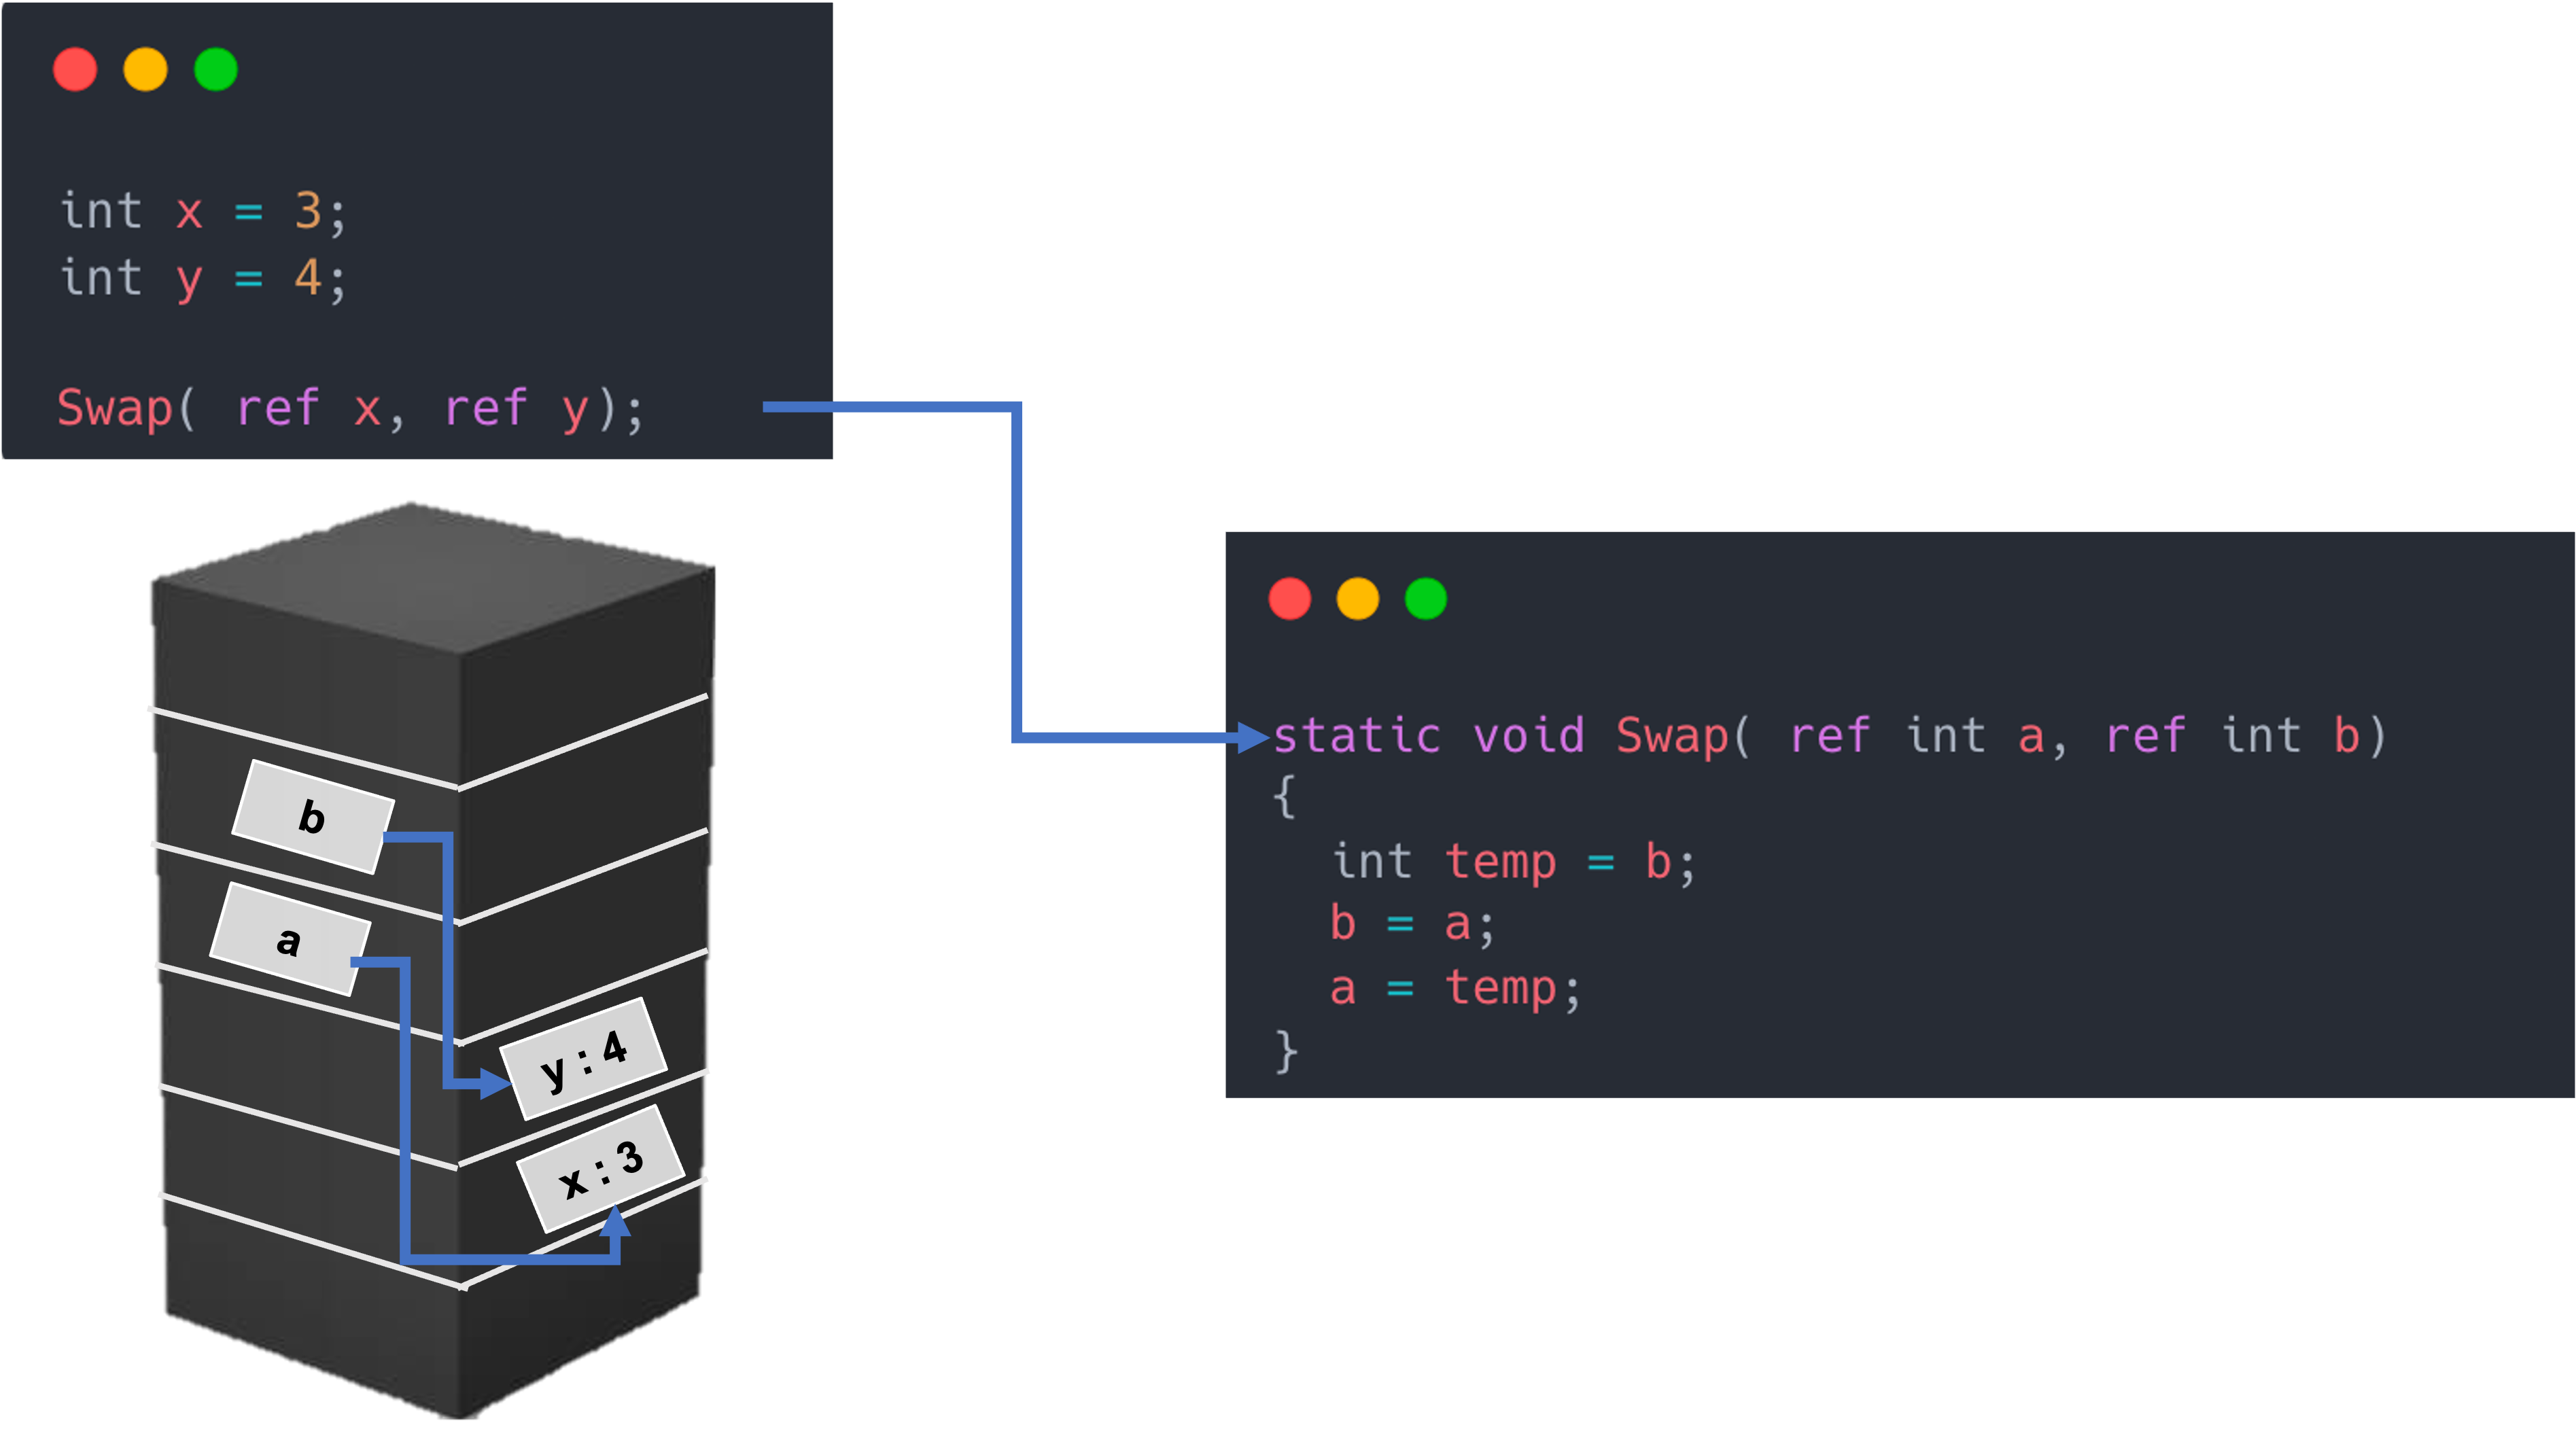 int x = 3;
int y = 4;
Swap( ref x, ref y);
b
a
y : 4
x : 3
static void Swap( ref int a, ref int b)
{
int temp = b;
b = a;
a = temp;
}